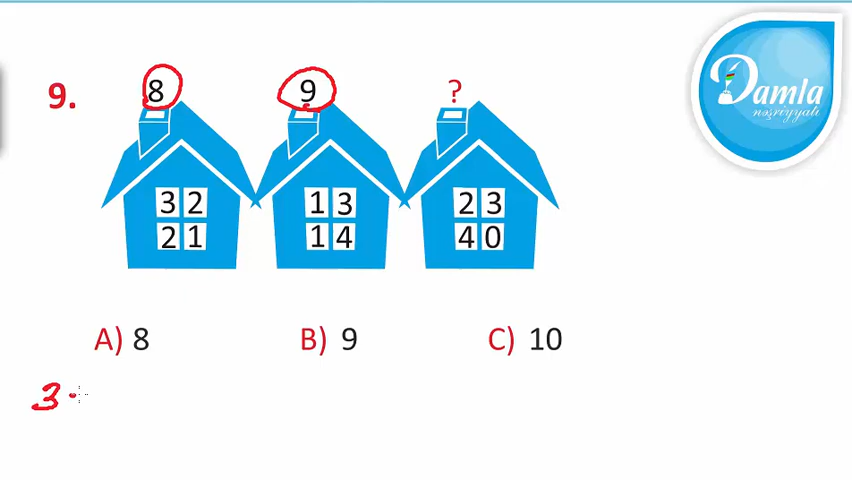 9. 8 9 ?
Damla
nəşriyyatı
3 2 1 3 2 3
2 1 1 4 4 0
A) 8 B) 9 C) 10
3 ·